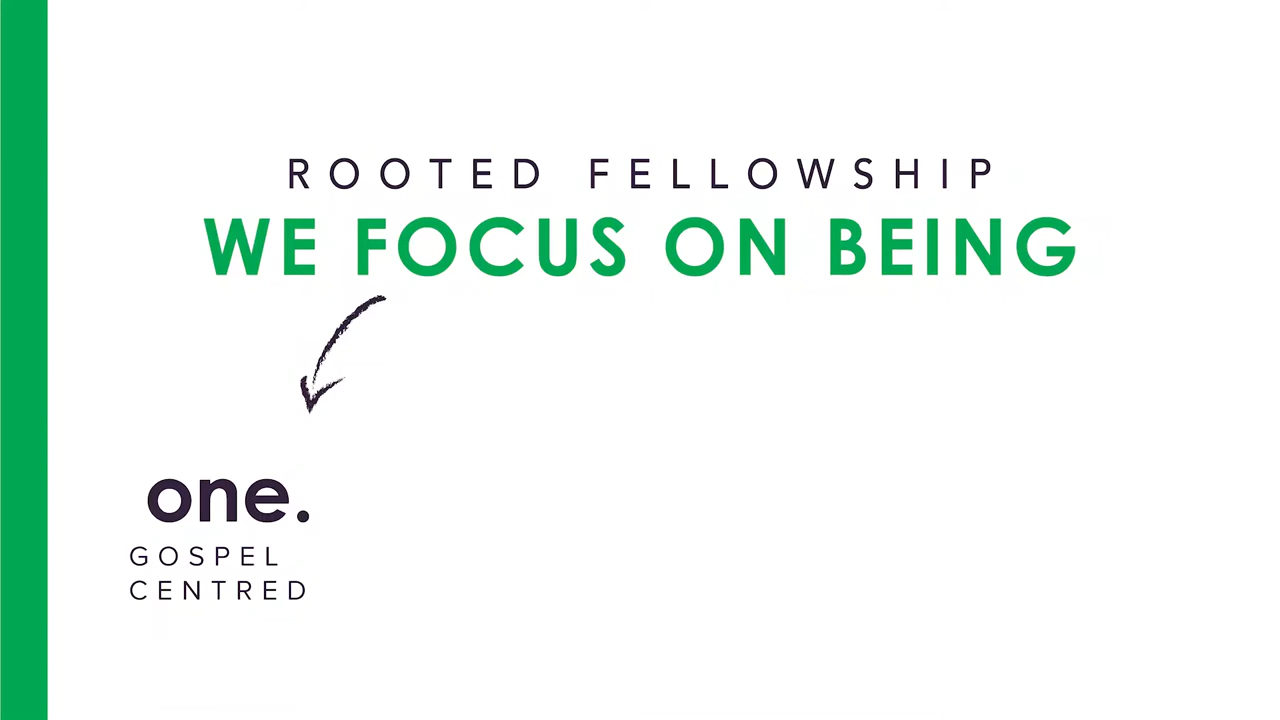 ROOTED FELLOWSHIP
WE FOCUS ON BEING
one.
GOSPEL
CENTRED